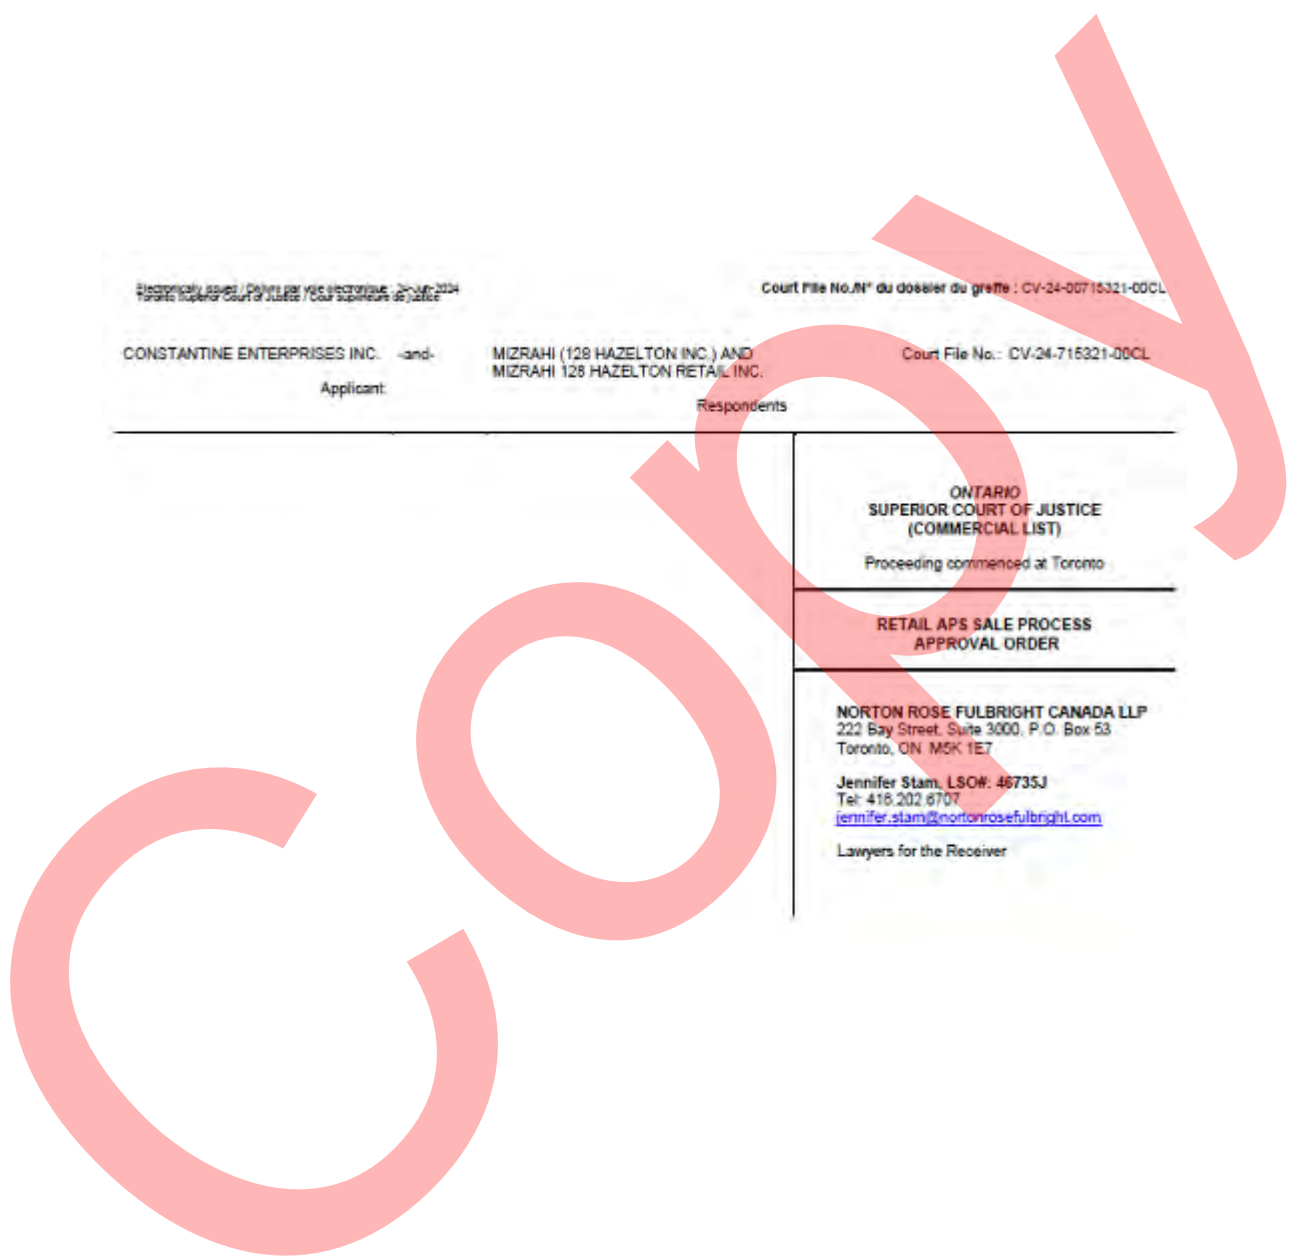 Electronically issued / Délivré par voie électronique : 24-Jun-2024
Toronto Superior Court of Justice / Cour supérieure de justice
Court File No./N° du dossier du greffe : CV-24-00715321-00CL
CONSTANTINE ENTERPRISES INC. -and- MIZRAHI (128 HAZELTON INC.) AND
MIZRAHI 128 HAZELTON RETAIL INC.
Court File No.: CV-24-715321-00CL
Applicant
Respondents
ONTARIO
SUPERIOR COURT OF JUSTICE
(COMMERCIAL LIST)
Proceeding commenced at Toronto
RETAIL APS SALE PROCESS
APPROVAL ORDER
NORTON ROSE FULBRIGHT CANADA LLP
222 Bay Street, Suite 3000, P.O. Box 53
Toronto, ON M5K 1E7
Jennifer Stam, LSO#: 46735J
Tel: 416.202.6707
jennifer.stam@nortonrosefulbright.com
Lawyers for the Receiver
Copy